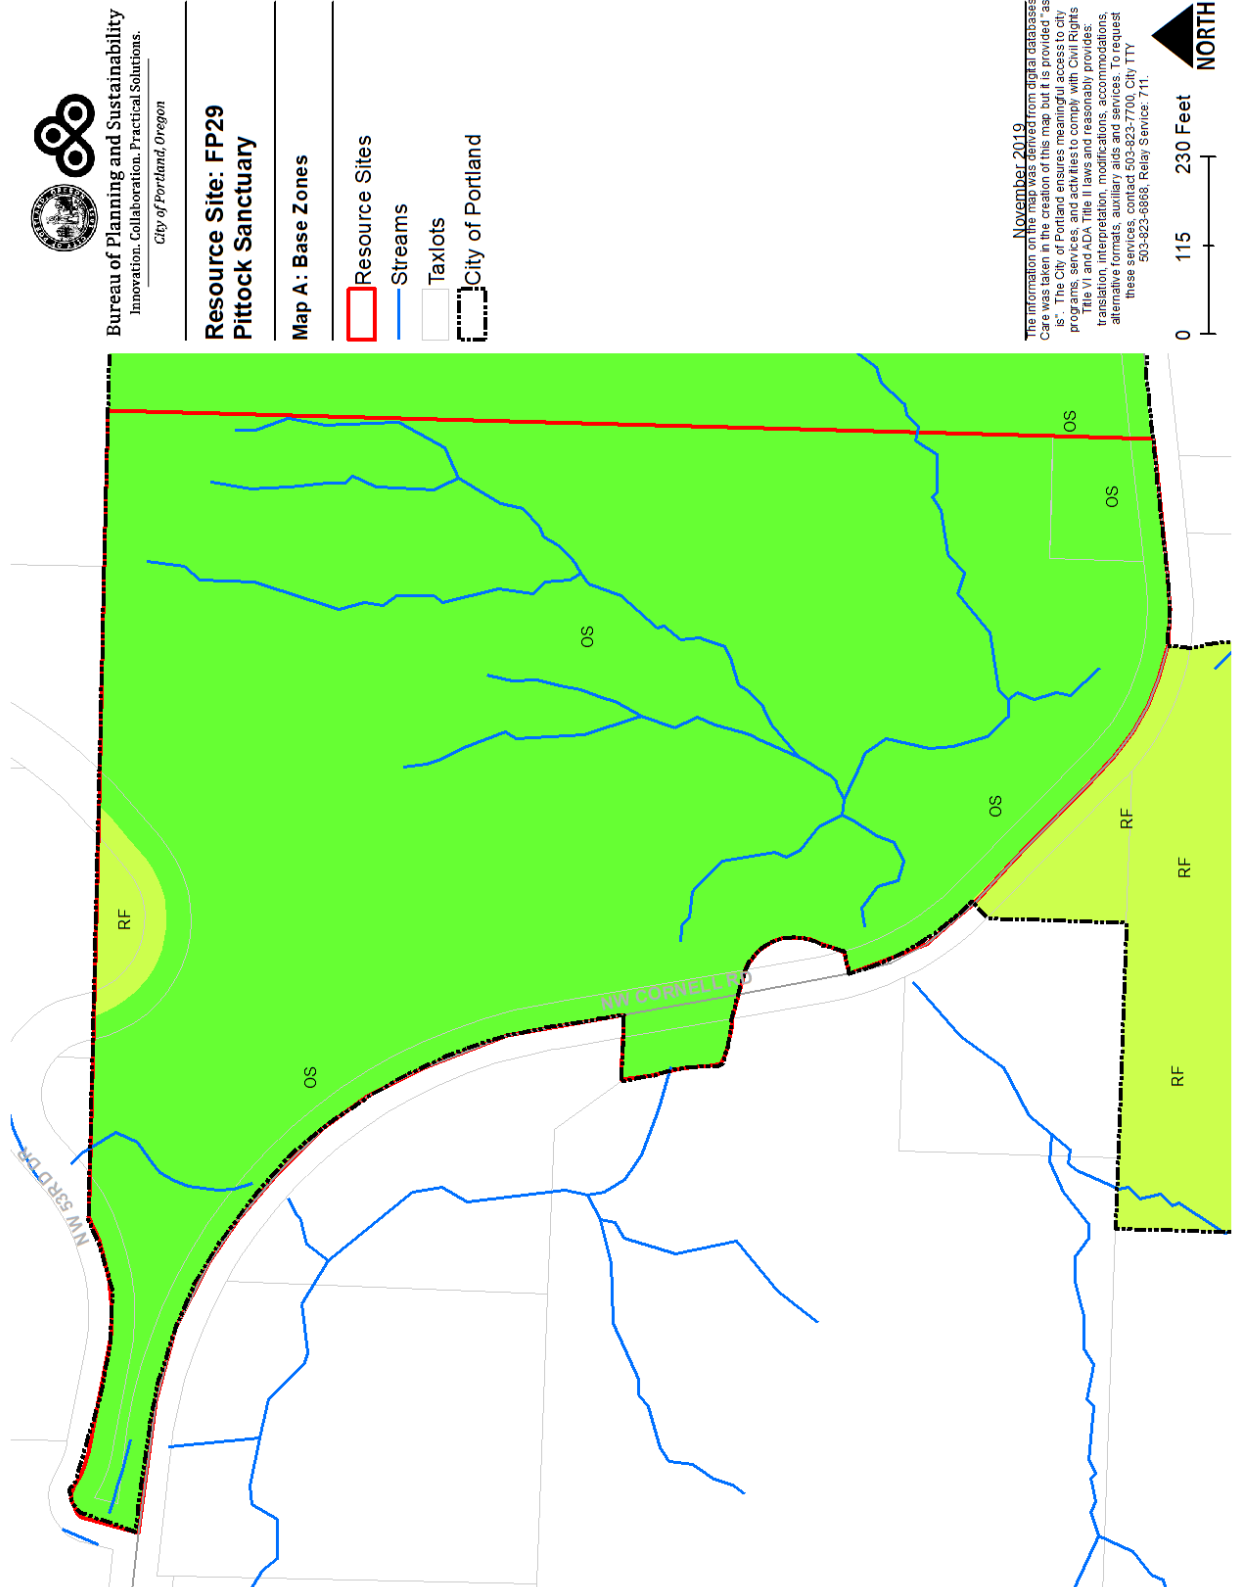 Bureau of Planning and Sustainability
Innovation. Collaboration. Practical Solutions.
City of Portland, Oregon
Resource Site: FP29
Pittock Sanctuary
Map A: Base Zones
Resource Sites
Streams
Taxlots
City of Portland
November 2019
The information on the map was derived from digital databases
Care was taken in the creation of this map but it is provided "as
is". The City of Portland ensures meaningful access to city
programs, services, and activities to comply with Civil Rights
Title VI and ADA Title II laws and reasonably provides:
translation, interpretation, modifications, accommodations,
alternative formats, auxiliary aids and services. To request
these services, contact 503-823-7700, City TTY
503-823-6868, Relay Service: 711.
0 115 230 Feet
NORTH
OS
OS
OS
OS
OS
RF
RF
RF
RF
NW CORNELL RD
NW 53RD DR